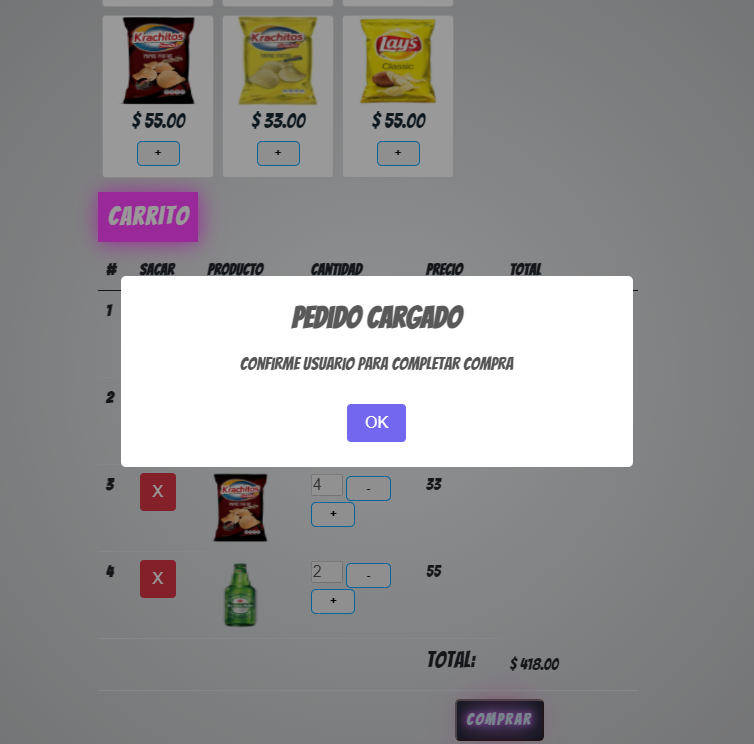 Krachitos
Krachitos
Lay's
Classic
$ 55.00
$ 33.00
$ 55.00
+
+
+
CARRITO
# SACAR PRODUCTO CANTIDAD PRECIO TOTAL
1
PEDIDO CARGADO
CONFIRME USUARIO PARA COMPLETAR COMPRA
OK
2
3 X Krachitos 4 - 33
+
4 X 2 - 55
+
TOTAL: $ 418.00
COMPRAR